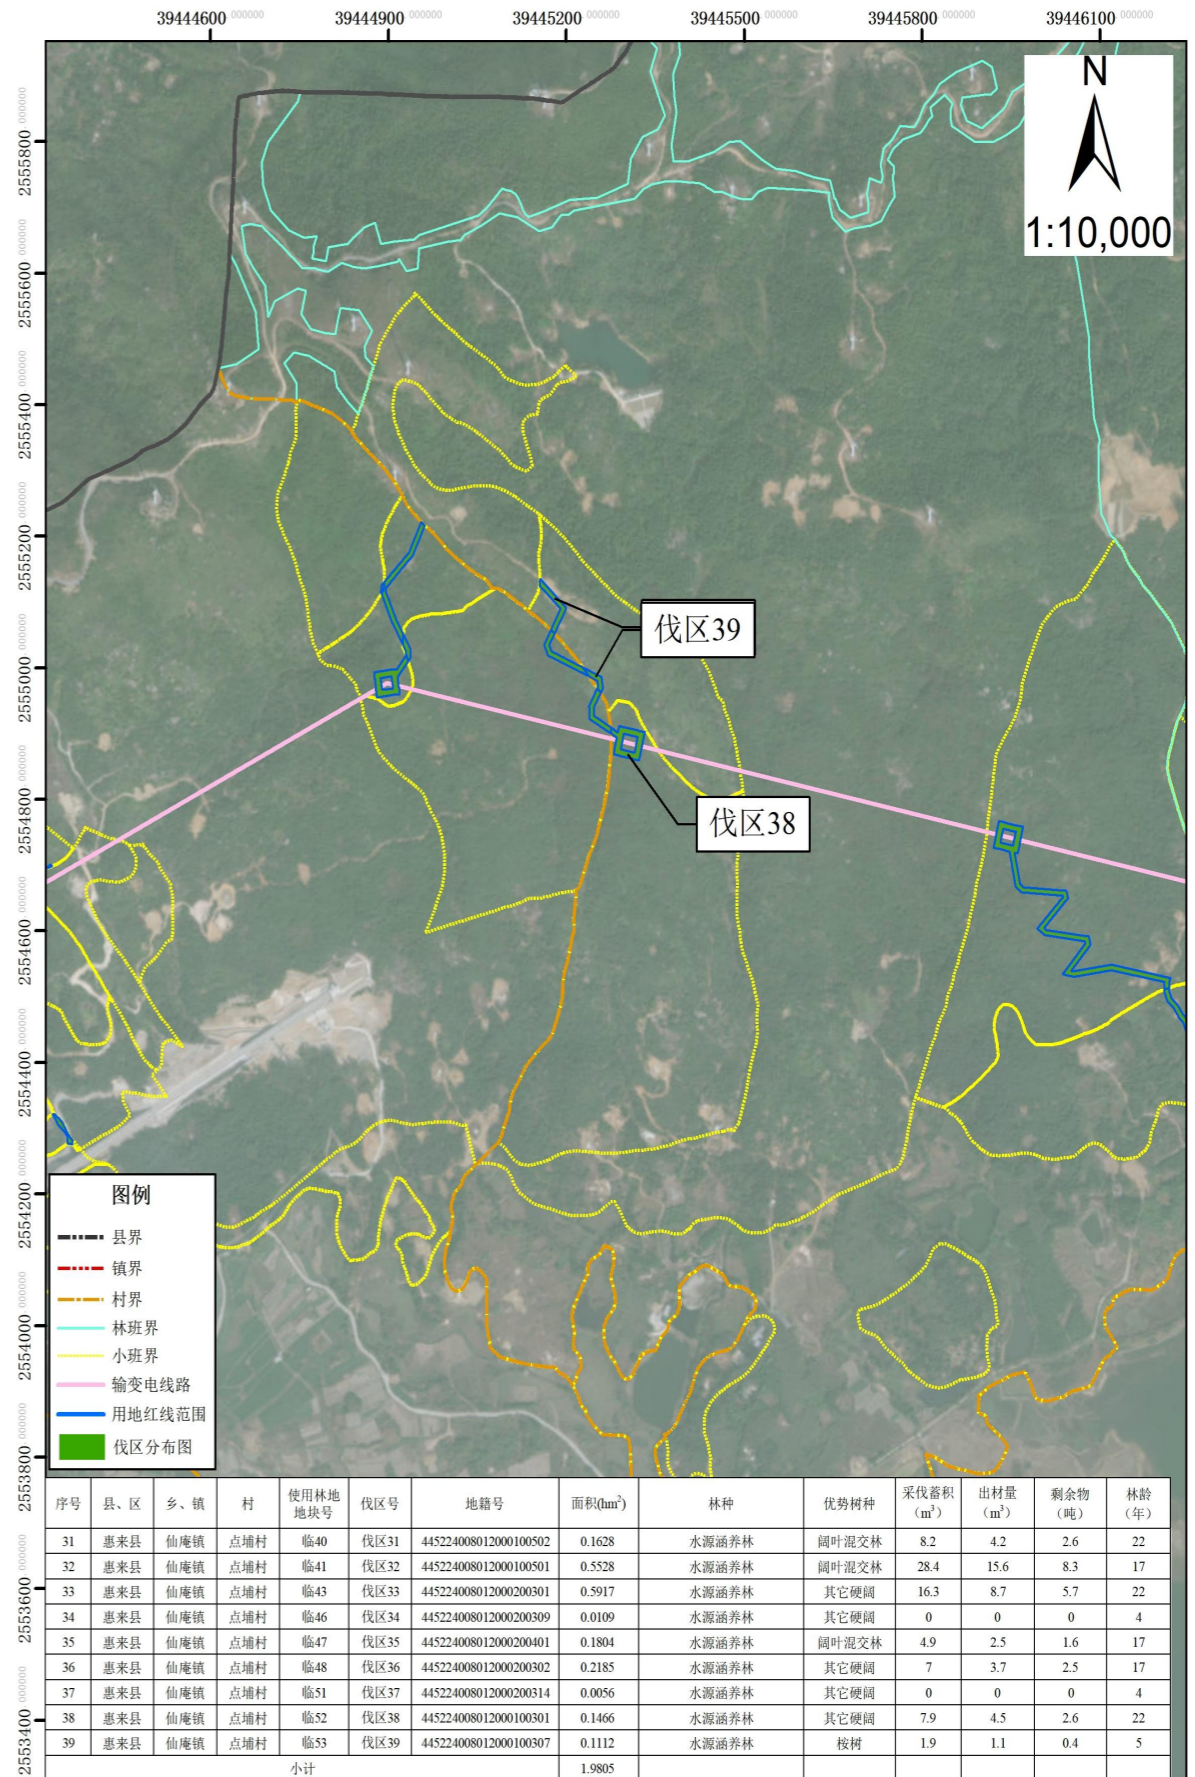 39444600.000000 39444900.000000 39445200.000000 39445500.000000 39445800.000000 39446100.000000
2555800.000000
2555600.000000
2555400.000000
2555200.000000
2555000.000000
2554800.000000
2554600.000000
2554400.000000
2554200.000000
2554000.000000
2553800.000000
2553600.000000
2553400.000000
N
1:10,000
伐区39
伐区38
图例
县界
镇界
村界
林班界
小班界
输变电线路
用地红线范围
伐区分布图
序号 县、区 乡、镇 村 使用林地地块号 伐区号 地籍号 面积(hm²) 林种 优势树种 采伐蓄积(m³) 出材量(m³) 剩余物(吨) 林龄(年)
31 惠来县 仙庵镇 点埔村 临40 伐区31 445224008012000100502 0.1628 水源涵养林 阔叶混交林 8.2 4.2 2.6 22
32 惠来县 仙庵镇 点埔村 临41 伐区32 445224008012000100501 0.5528 水源涵养林 阔叶混交林 28.4 15.6 8.3 17
33 惠来县 仙庵镇 点埔村 临43 伐区33 445224008012000200301 0.5917 水源涵养林 其它硬阔 16.3 8.7 5.7 22
34 惠来县 仙庵镇 点埔村 临46 伐区34 445224008012000200309 0.0109 水源涵养林 其它硬阔 0 0 0 4
35 惠来县 仙庵镇 点埔村 临47 伐区35 445224008012000200401 0.1804 水源涵养林 阔叶混交林 4.9 2.5 1.6 17
36 惠来县 仙庵镇 点埔村 临48 伐区36 445224008012000200302 0.2185 水源涵养林 其它硬阔 7 3.7 2.5 17
37 惠来县 仙庵镇 点埔村 临51 伐区37 445224008012000200314 0.0056 水源涵养林 其它硬阔 0 0 0 4
38 惠来县 仙庵镇 点埔村 临52 伐区38 445224008012000100301 0.1466 水源涵养林 其它硬阔 7.9 4.5 2.6 22
39 惠来县 仙庵镇 点埔村 临53 伐区39 445224008012000100307 0.1112 水源涵养林 桉树 1.9 1.1 0.4 5
小计 1.9805